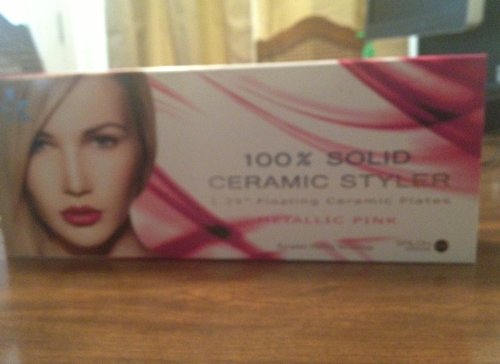 100% SOLID
CERAMIC STYLER
1.25" Floating Ceramic Plates
METALLIC PINK